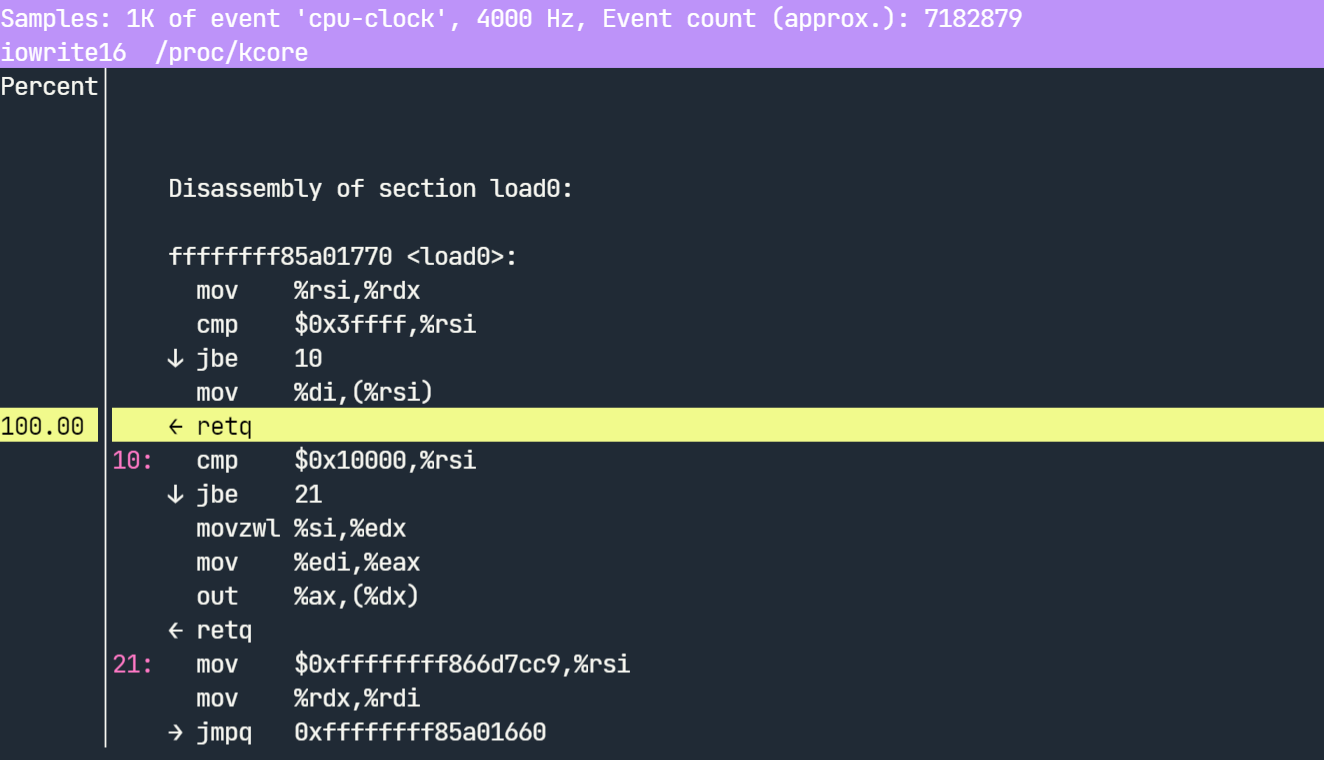 Samples: 1K of event 'cpu-clock', 4000 Hz, Event count (approx.): 7182879
iowrite16  /proc/kcore
Percent
Disassembly of section load0:
ffffffff85a01770 <load0>:
mov    %rsi,%rdx
cmp    $0x3ffff,%rsi
↓ jbe    10
mov    %di,(%rsi)
100.00 ← retq
10:   cmp    $0x10000,%rsi
↓ jbe    21
movzwl %si,%edx
mov    %edi,%eax
out    %ax,(%dx)
← retq
21:   mov    $0xffffffff866d7cc9,%rsi
mov    %rdx,%rdi
→ jmpq   0xffffffff85a01660